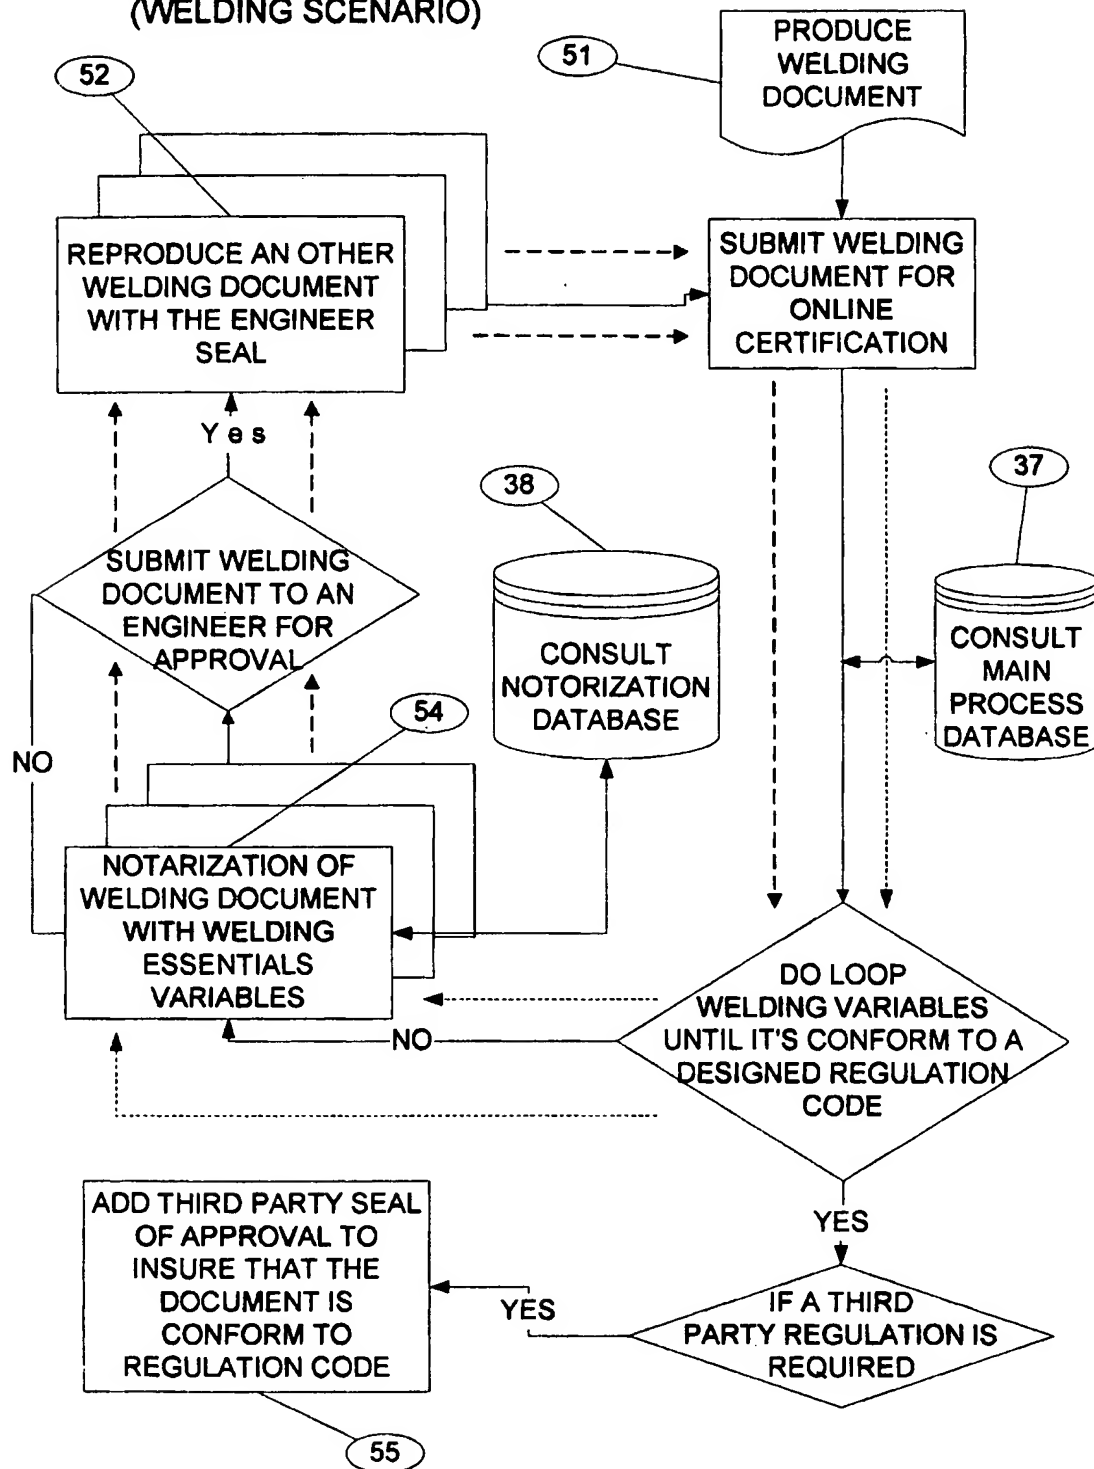 (WELDING SCENARIO)
52
51
PRODUCE
WELDING
DOCUMENT
REPRODUCE AN OTHER
WELDING DOCUMENT
WITH THE ENGINEER
SEAL
SUBMIT WELDING
DOCUMENT FOR
ONLINE
CERTIFICATION
Yes
SUBMIT WELDING
DOCUMENT TO AN
ENGINEER FOR
APPROVAL
NO
38
CONSULT
NOTORIZATION
DATABASE
37
CONSULT
MAIN
PROCESS
DATABASE
54
NOTARIZATION OF
WELDING DOCUMENT
WITH WELDING
ESSENTIALS
VARIABLES
NO
DO LOOP
WELDING VARIABLES
UNTIL IT'S CONFORM TO A
DESIGNED REGULATION
CODE
YES
IF A THIRD
PARTY REGULATION IS
REQUIRED
YES
ADD THIRD PARTY SEAL
OF APPROVAL TO
INSURE THAT THE
DOCUMENT IS
CONFORM TO
REGULATION CODE
55